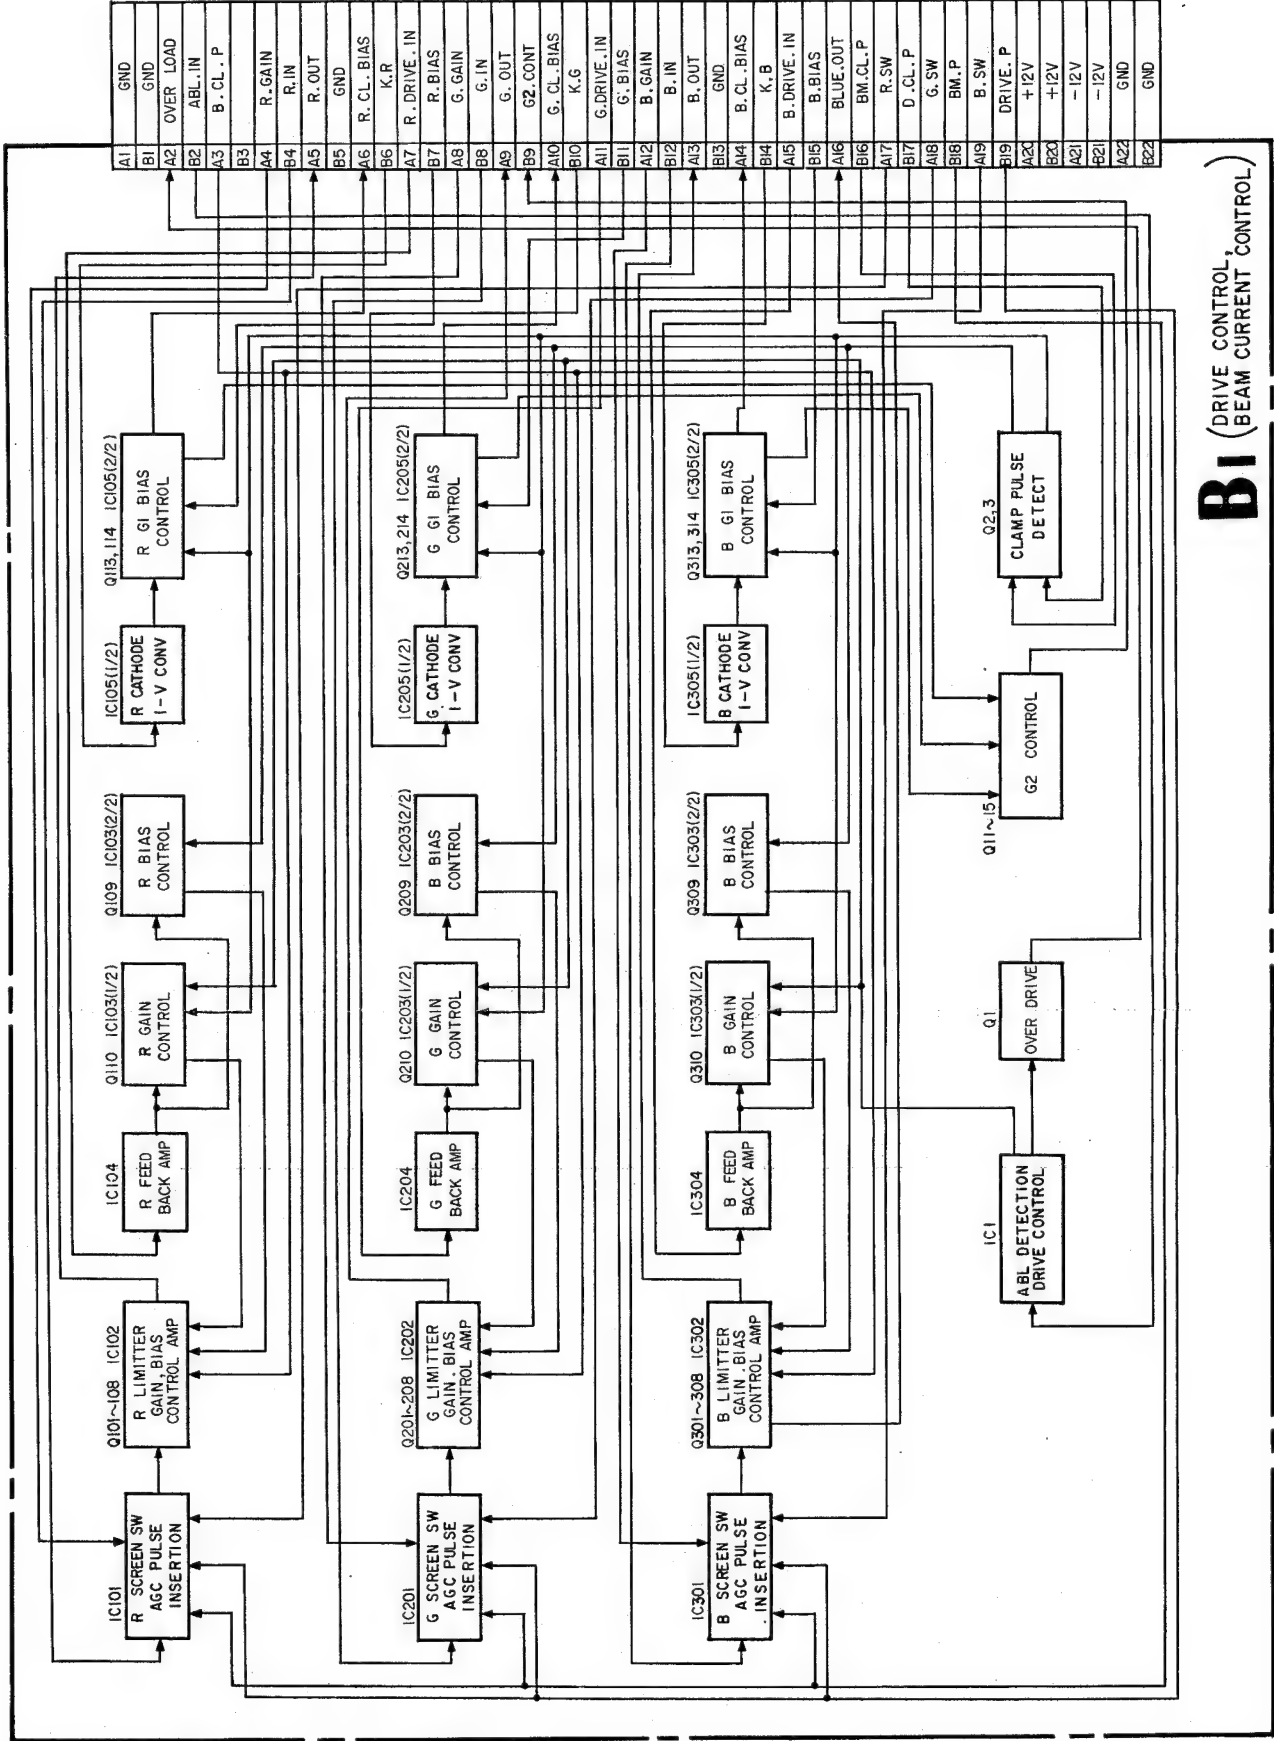 A1 GND
B1 GND
A2 OVER LOAD
B2 ABL.IN
A3 B.CL.P
B3
A4 R.GAIN
B4 R.IN
A5 R.OUT
B5 GND
A6 R.CL.BIAS
B6 K.R
A7 R.DRIVE.IN
B7 R.BIAS
A8 G.GAIN
B8 G.IN
A9 G.OUT
B9 G2.CONT
A10 G.CL.BIAS
B10 K.G
A11 G.DRIVE.IN
B11 G.BIAS
A12 B.GAIN
B12 B.IN
A13 B.OUT
B13 GND
A14 B.CL.BIAS
B14 K.B
A15 B.DRIVE.IN
B15 B.BIAS
A16 BLUE.OUT
B16 BM.CL.P
A17 R.SW
B17 D.CL.P
A18 G.SW
B18 BM.P
A19 B.SW
B19 DRIVE.P
A20 +12V
B20 +12V
A21 -12V
B21 -12V
A22 GND
B22 GND
IC101
R SCREEN SW
AGC PULSE
INSERTION
Q101~108 IC102
R LIMITTER
GAIN,BIAS
CONTROL AMP
IC104
R FEED
BACK AMP
Q110 IC103(1/2)
R GAIN
CONTROL
Q109 IC103(2/2)
R BIAS
CONTROL
IC105(1/2)
R CATHODE
I-V CONV
Q113,114 IC105(2/2)
R G1 BIAS
CONTROL
IC201
G SCREEN SW
AGC PULSE
INSERTION
Q201~208 IC202
G LIMITTER
GAIN.BIAS
CONTROL AMP
IC204
G FEED
BACK AMP
Q210 IC203(1/2)
G GAIN
CONTROL
Q209 IC203(2/2)
B BIAS
CONTROL
IC205(1/2)
G CATHODE
I-V CONV
Q213,214 IC205(2/2)
G G1 BIAS
CONTROL
IC301
B SCREEN SW
AGC PULSE
INSERTION
Q301~308 IC302
B LIMITTER
GAIN.BIAS
CONTROL AMP
IC304
B FEED
BACK AMP
Q310 IC303(1/2)
B GAIN
CONTROL
Q309 IC303(2/2)
B BIAS
CONTROL
IC305(1/2)
B CATHODE
I-V CONV
Q313,314 IC305(2/2)
B G1 BIAS
CONTROL
IC1
ABL DETECTION
DRIVE CONTROL
Q1
OVER DRIVE
Q11~15
G2 CONTROL
Q2,3
CLAMP PULSE
DETECT
B1 (DRIVE CONTROL,
BEAM CURRENT CONTROL)